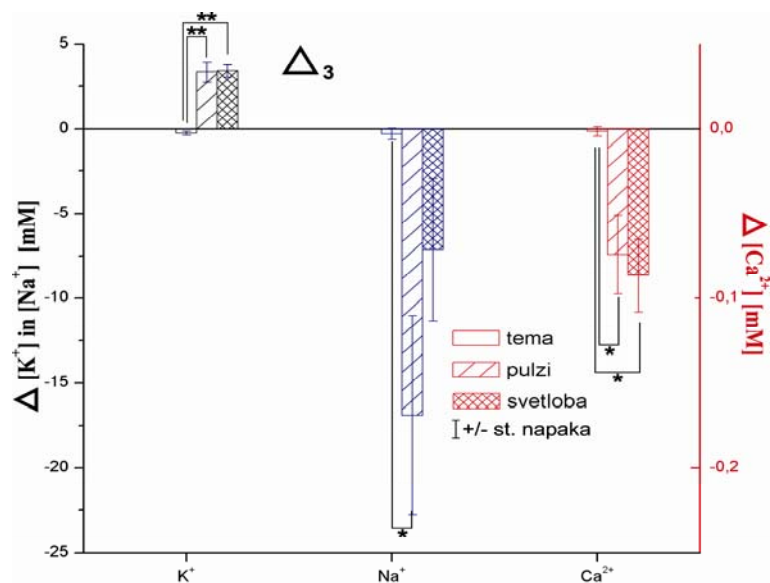 **
**
Δ3
5
0
-5
-10
-15
-20
-25
Δ [K⁺] in [Na⁺] [mM]
0,0
-0,1
-0,2
Δ [Ca²⁺] [mM]
tema
pulzi
svetloba
+/- st. napaka
*
*
*
K⁺ Na⁺ Ca²⁺